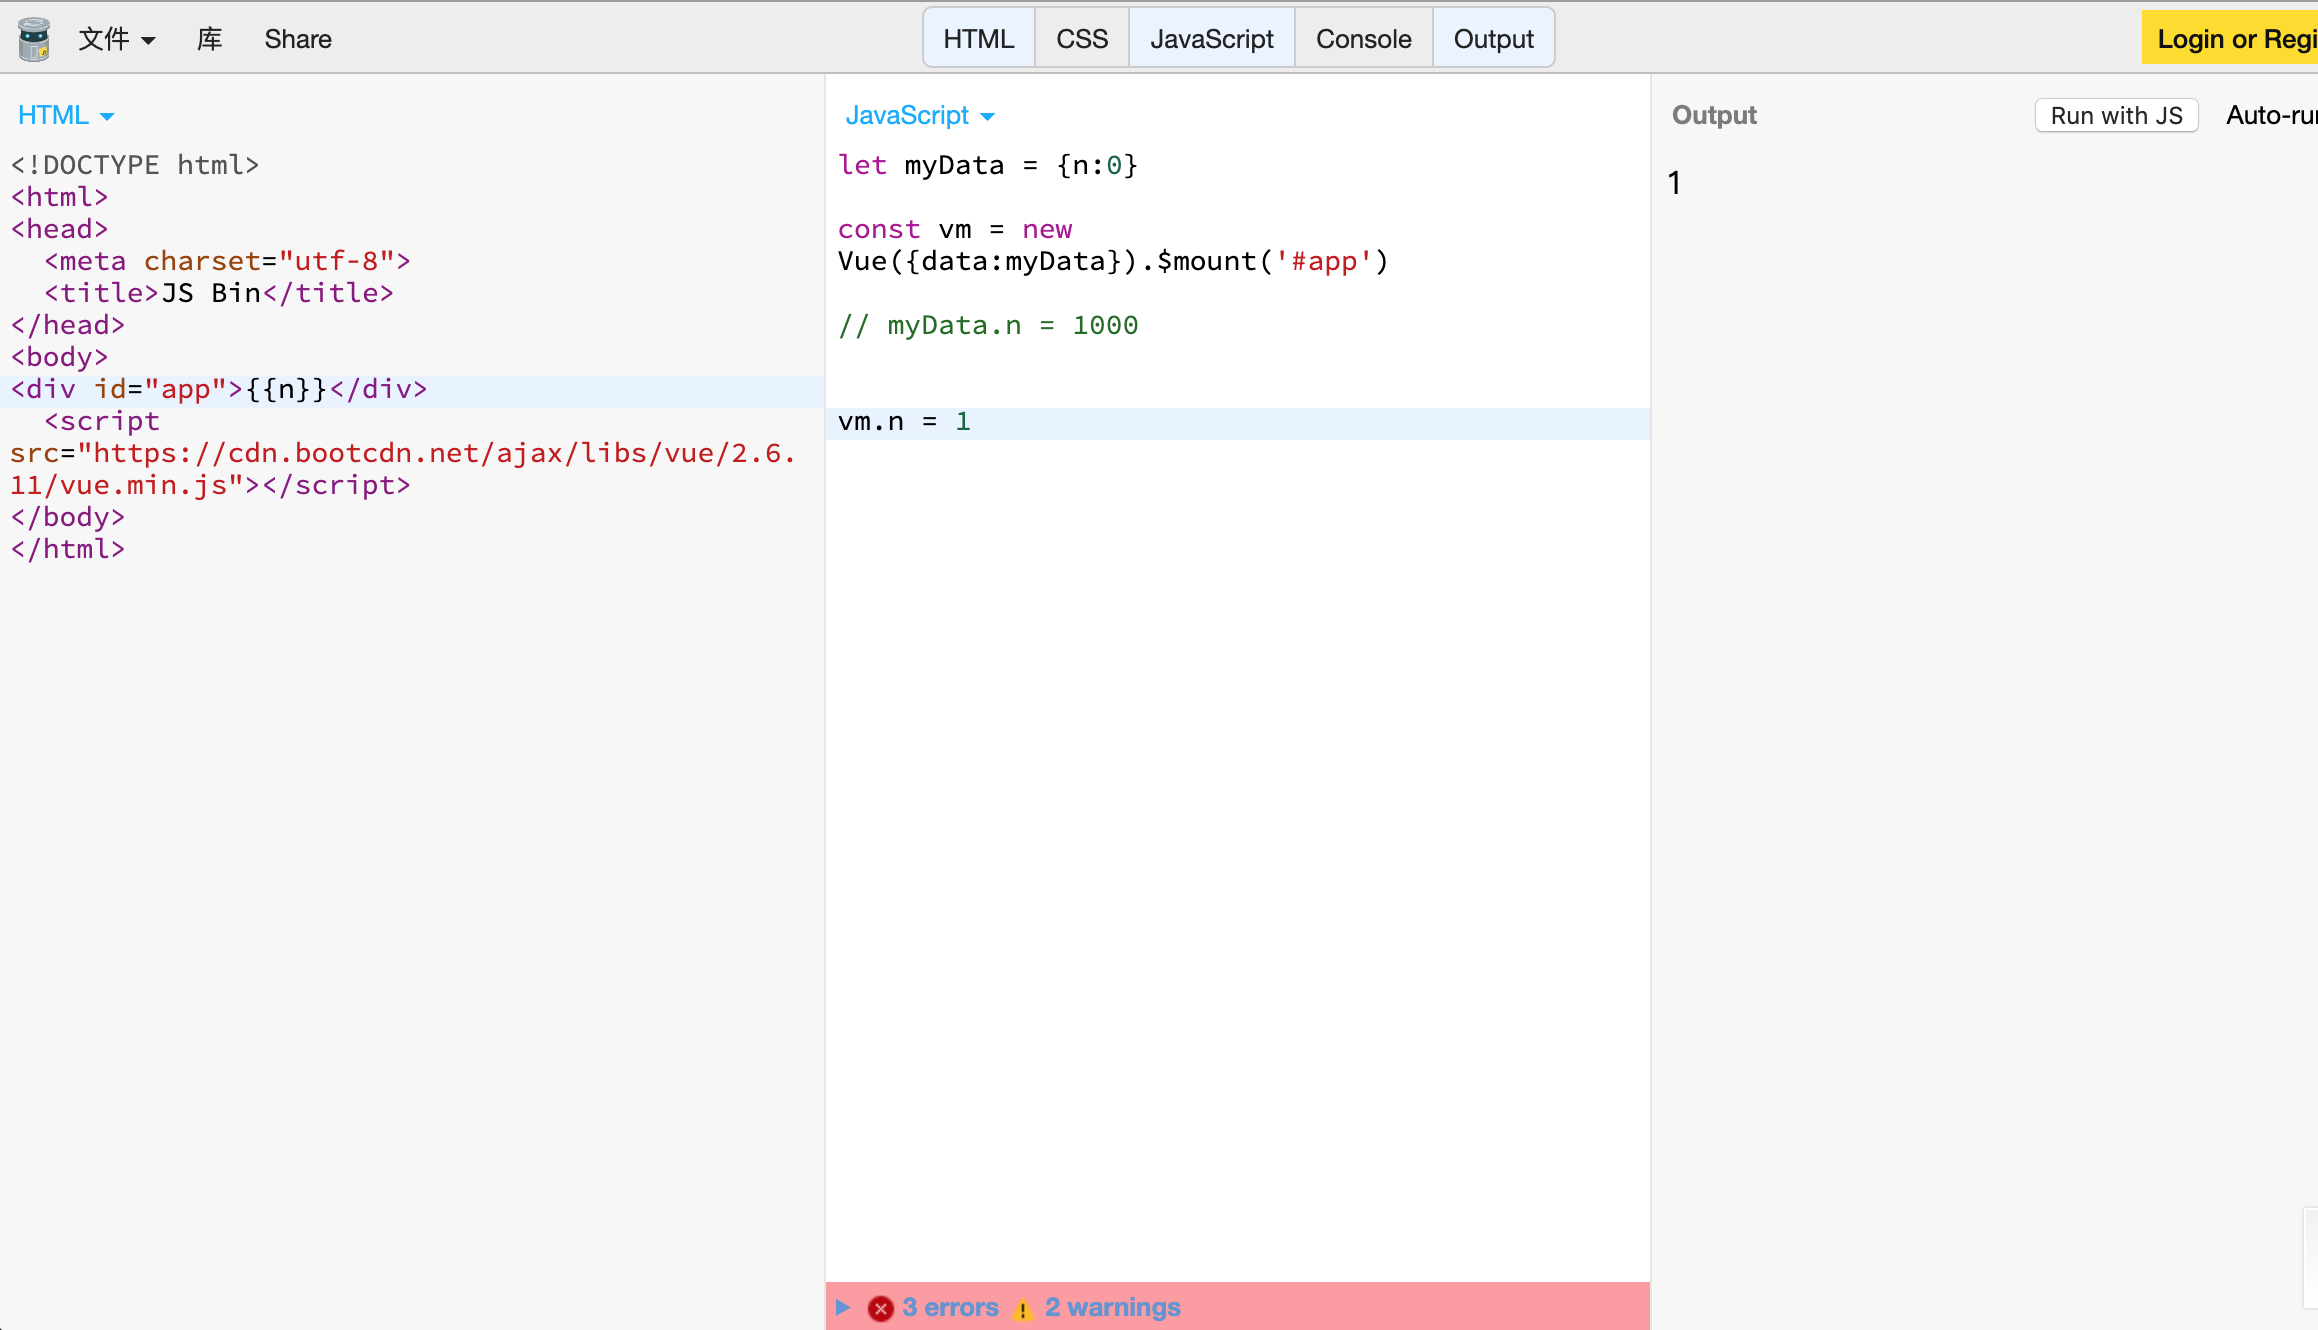 文件 库 Share HTML CSS JavaScript Console Output Login or Regi
HTML
<!DOCTYPE html>
<html>
<head>
  <meta charset="utf-8">
  <title>JS Bin</title>
</head>
<body>
<div id="app">{{n}}</div>
  <script
src="https://cdn.bootcdn.net/ajax/libs/vue/2.6.
11/vue.min.js"></script>
</body>
</html>
JavaScript
let myData = {n:0}
const vm = new
Vue({data:myData}).$mount('#app')
// myData.n = 1000
vm.n = 1
3 errors 2 warnings
Output Run with JS Auto-run
1